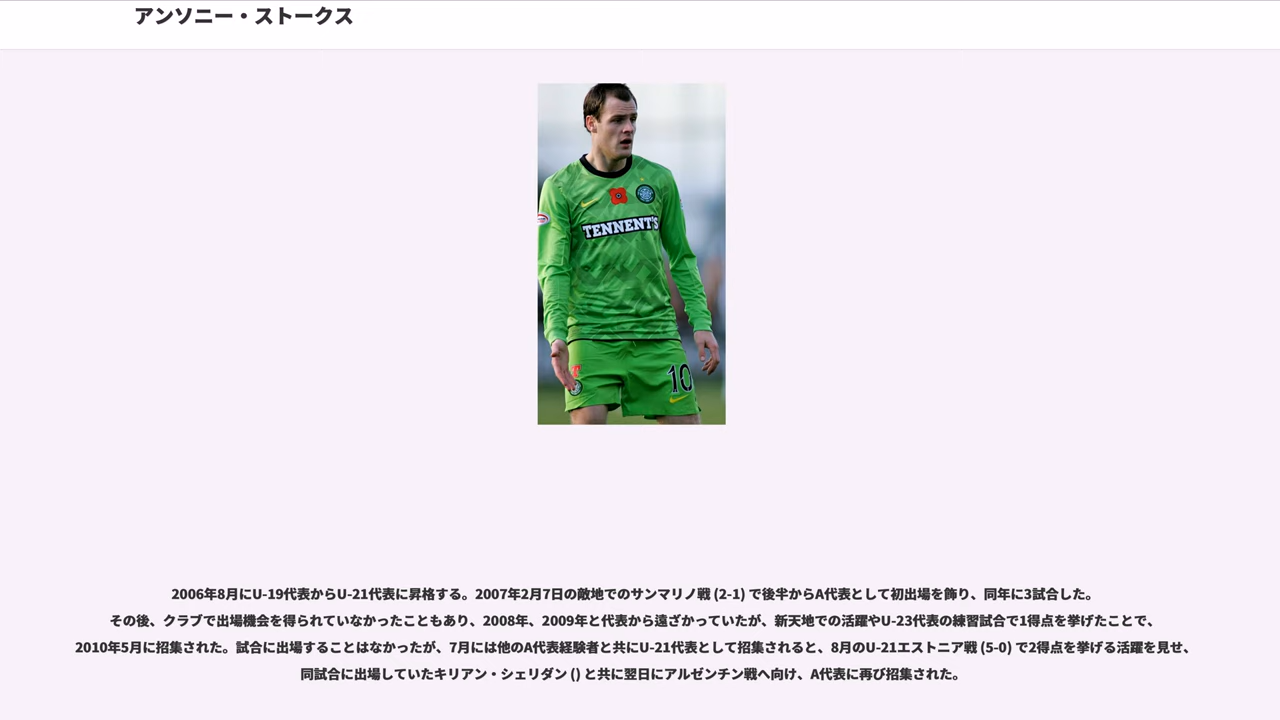 アンソニー・ストークス
TENNENT'S
10
2006年8月にU-19代表からU-21代表に昇格する。2007年2月7日の敵地でのサンマリノ戦 (2-1) で後半からA代表として初出場を飾り、同年に3試合した。
その後、クラブで出場機会を得られていなかったこともあり、2008年、2009年と代表から遠ざかっていたが、新天地での活躍やU-23代表の練習試合で1得点を挙げたことで、
2010年5月に招集された。試合に出場することはなかったが、7月には他のA代表経験者と共にU-21代表として招集されると、8月のU-21エストニア戦 (5-0) で2得点を挙げる活躍を見せ、
同試合に出場していたキリアン・シェリダン () と共に翌日にアルゼンチン戦へ向け、A代表に再び招集された。